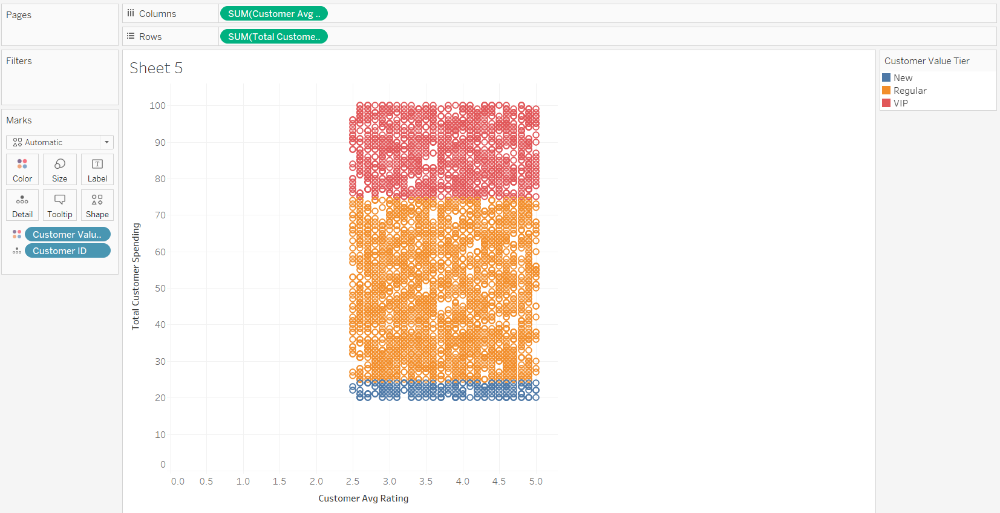 Pages
Columns
SUM(Customer Avg ..
Rows
SUM(Total Custome..
Filters
Marks
Automatic
Color
Size
Label
Detail
Tooltip
Shape
Customer Valu..
Customer ID
Sheet 5
Total Customer Spending
100
90
80
70
60
50
40
30
20
10
0
0.0 0.5 1.0 1.5 2.0 2.5 3.0 3.5 4.0 4.5 5.0
Customer Avg Rating
Customer Value Tier
New
Regular
VIP